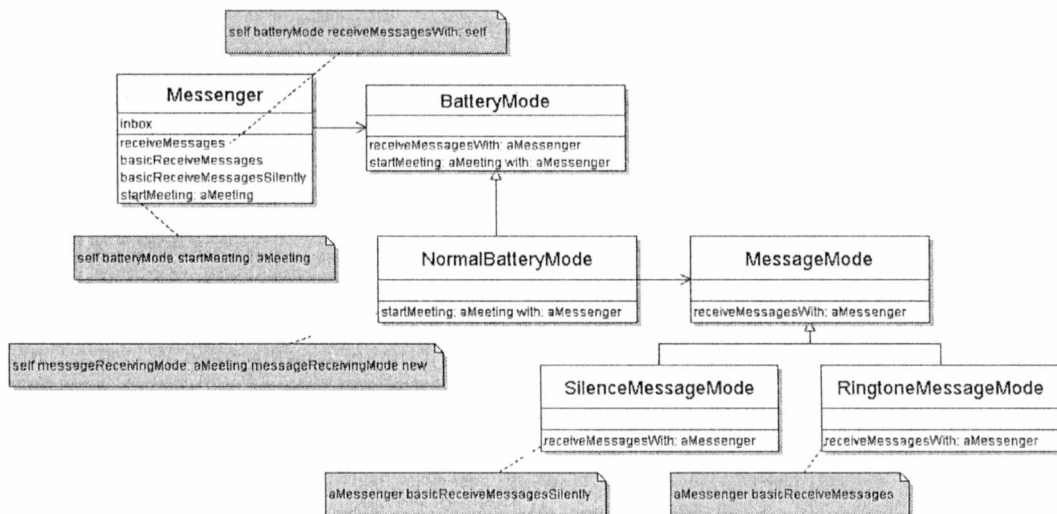 self batteryMode receiveMessagesWith: self
Messenger
inbox
receiveMessages
basicReceiveMessages
basicReceiveMessagesSilently
startMeeting: aMeeting
BatteryMode
receiveMessagesWith: aMessenger
startMeeting: aMeeting with: aMessenger
self batteryMode startMeeting: aMeeting
NormalBatteryMode
startMeeting: aMeeting with: aMessenger
MessageMode
receiveMessagesWith: aMessenger
self messageReceivingMode: aMeeting messageReceivingMode new
SilenceMessageMode
receiveMessagesWith: aMessenger
RingtoneMessageMode
receiveMessagesWith: aMessenger
aMessenger basicReceiveMessagesSilently
aMessenger basicReceiveMessages